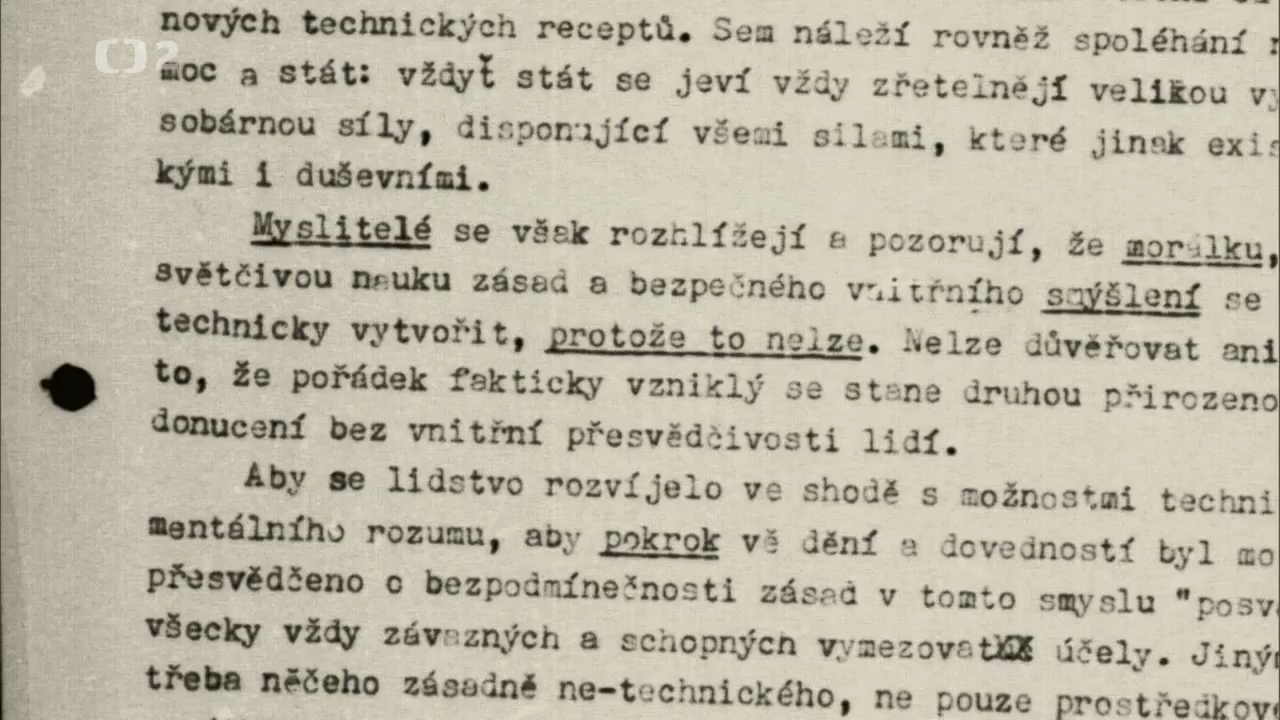 nových technických receptů. Sem náleží rovněž spoléhání
moc a stát: vždyť stát se jeví vždy zřetelnějí velikou
sobárnou síly, disponující všemi silami, které jinak
kými i duševními.
Myslitelé se však rozhlížejí a pozorují, že morálku,
světčivou nauku zásad a bezpečného vnitřního smýšlení se
technicky vytvořit, protože to nelze. Nelze důvěřovat ani
to, že pořádek fakticky vzniklý se stane druhou přirozeno
donucení bez vnitřní přesvědčivosti lidí.
Aby se lidstvo rozvíjelo ve shodě s možnostmi techni
mentálního rozumu, aby pokrok vě dění a dovedností byl mo
přesvědčeno o bezpodmínečnosti zásad v tomto smyslu "posv
všecky vždy závazných a schopných vymezovat účely. Jiným
třeba něčeho zásadně ne-technického, ne pouze prostředkov